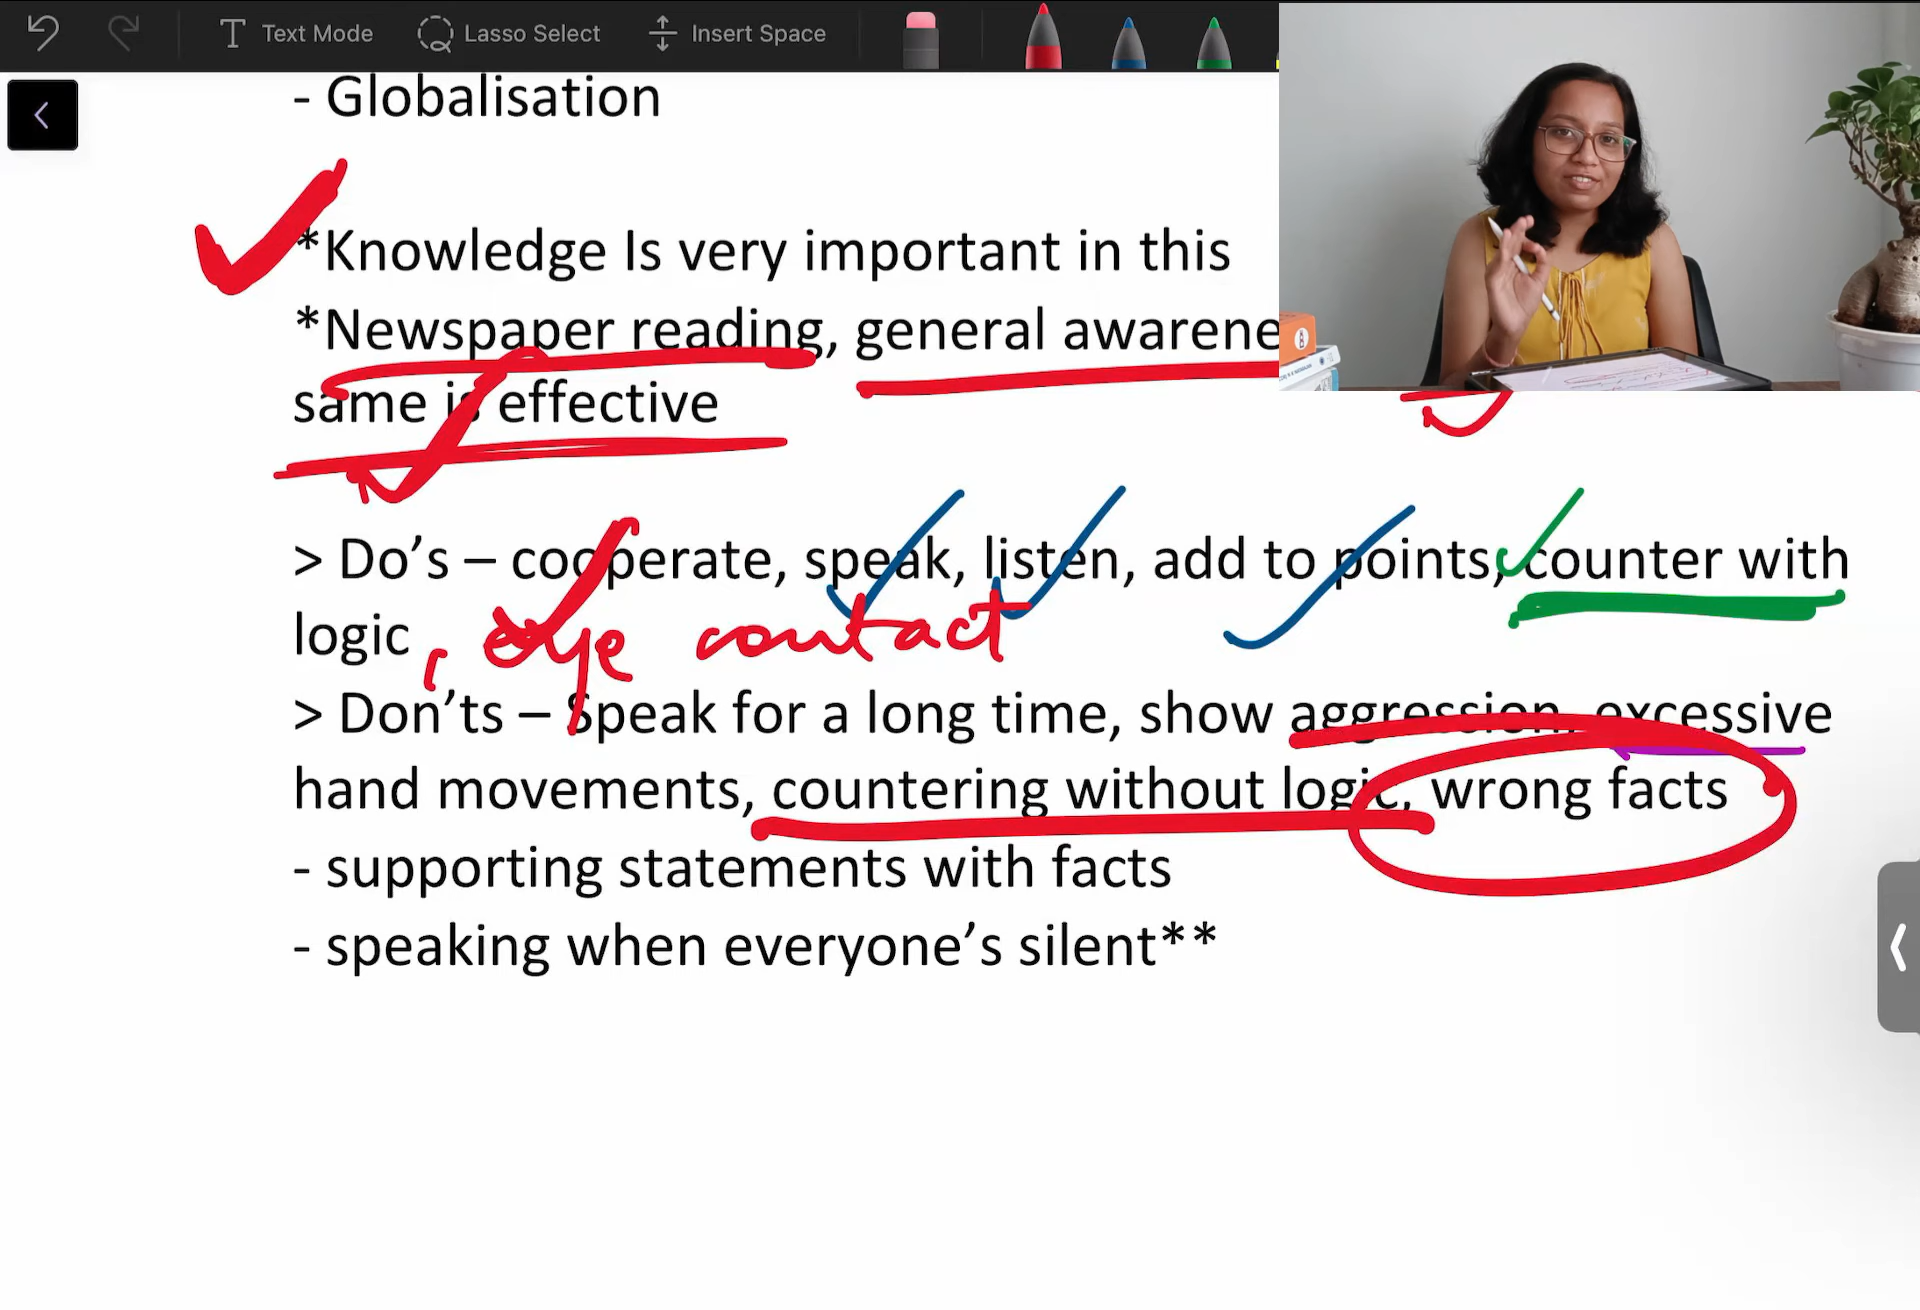 Text Mode Lasso Select Insert Space
- Globalisation
*Knowledge Is very important in this
*Newspaper reading, general awarene
same is effective
> Do’s – cooperate, speak, listen, add to points, counter with
logic , eye contact
> Don’ts – Speak for a long time, show aggression, excessive
hand movements, countering without logic, wrong facts
- supporting statements with facts
- speaking when everyone’s silent**